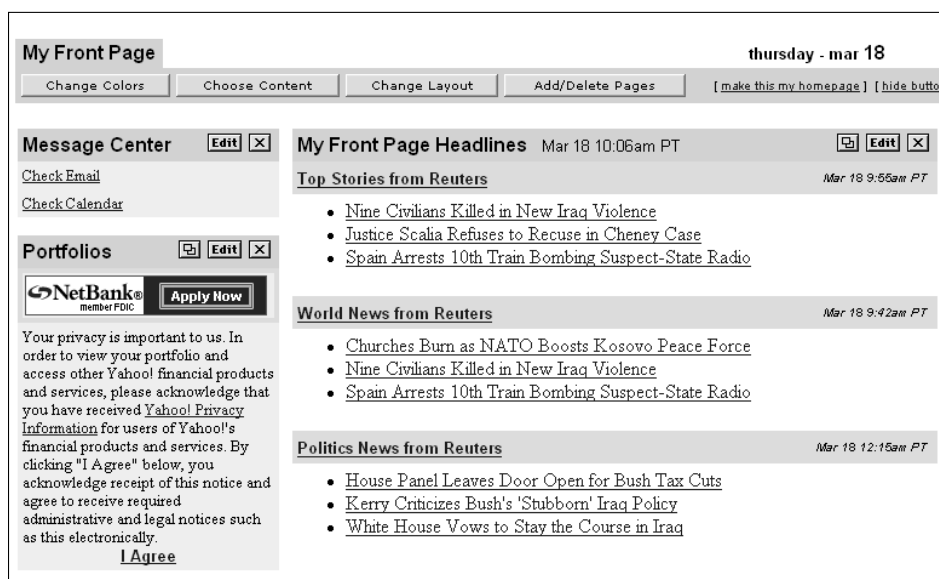 My Front Page
thursday - mar 18
Change Colors
Choose Content
Change Layout
Add/Delete Pages
[ make this my homepage ] [ hide butto
Message Center
Edit
Check Email
Check Calendar
Portfolios
Edit
NetBank®
member FDIC
Apply Now
Your privacy is important to us. In
order to view your portfolio and
access other Yahoo! financial products
and services, please acknowledge that
you have received Yahoo! Privacy
Information for users of Yahoo!'s
financial products and services. By
clicking "I Agree" below, you
acknowledge receipt of this notice and
agree to receive required
administrative and legal notices such
as this electronically.
I Agree
My Front Page Headlines Mar 18 10:06am PT
Edit
Top Stories from Reuters
Mar 18 9:55am PT
• Nine Civilians Killed in New Iraq Violence
• Justice Scalia Refuses to Recuse in Cheney Case
• Spain Arrests 10th Train Bombing Suspect-State Radio
World News from Reuters
Mar 18 9:42am PT
• Churches Burn as NATO Boosts Kosovo Peace Force
• Nine Civilians Killed in New Iraq Violence
• Spain Arrests 10th Train Bombing Suspect-State Radio
Politics News from Reuters
Mar 18 12:15am PT
• House Panel Leaves Door Open for Bush Tax Cuts
• Kerry Criticizes Bush's 'Stubborn' Iraq Policy
• White House Vows to Stay the Course in Iraq